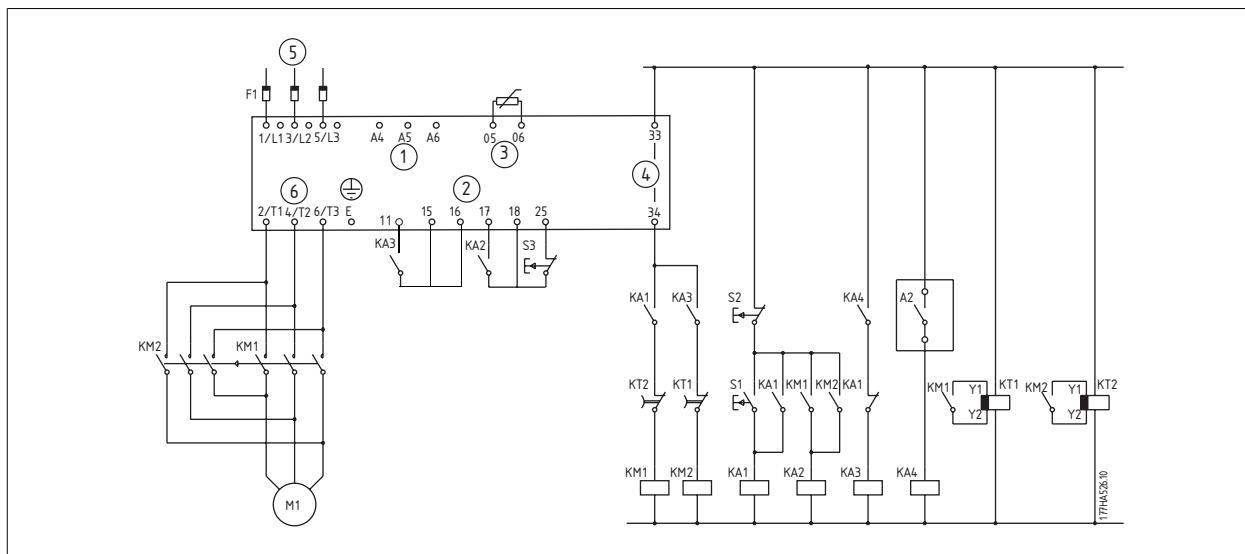 5
F1
1/L1 3/L2 5/L3 A4 A5 A6 05 06 33
1 3
4
6 2
2/T1 4/T2 6/T3 E 11 15 16 17 18 25 34
KA3 KA2 S3
KA1 KA3 S2 KA4 A2
KM2 KM1
KT2 KT1 S1 KA1 KM1 KM2 KA1 KM1 Y1 KT1 KM2 Y1 KT2
Y2 Y2
KM1 KM2 KA1 KA2 KA3 KA4
M1
177HA526.10